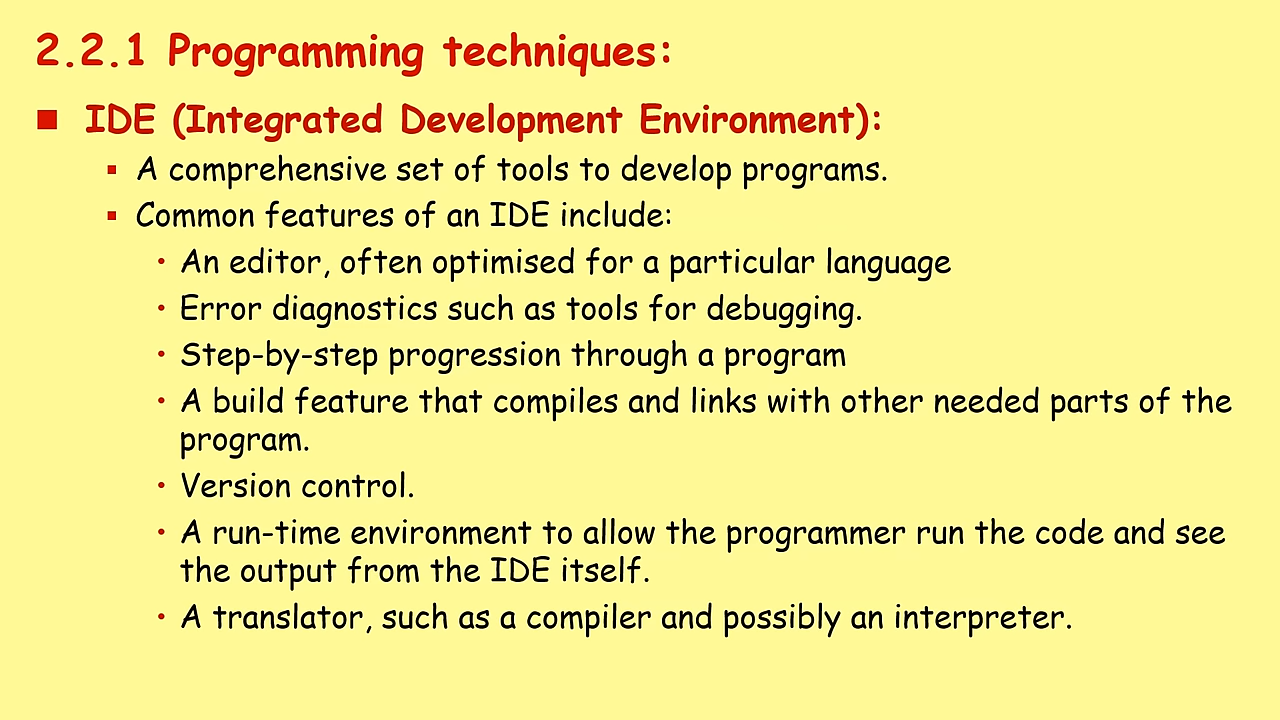 2.2.1 Programming techniques:
IDE (Integrated Development Environment):
A comprehensive set of tools to develop programs.
Common features of an IDE include:
An editor, often optimised for a particular language
Error diagnostics such as tools for debugging.
Step-by-step progression through a program
A build feature that compiles and links with other needed parts of the
program.
Version control.
A run-time environment to allow the programmer run the code and see
the output from the IDE itself.
A translator, such as a compiler and possibly an interpreter.